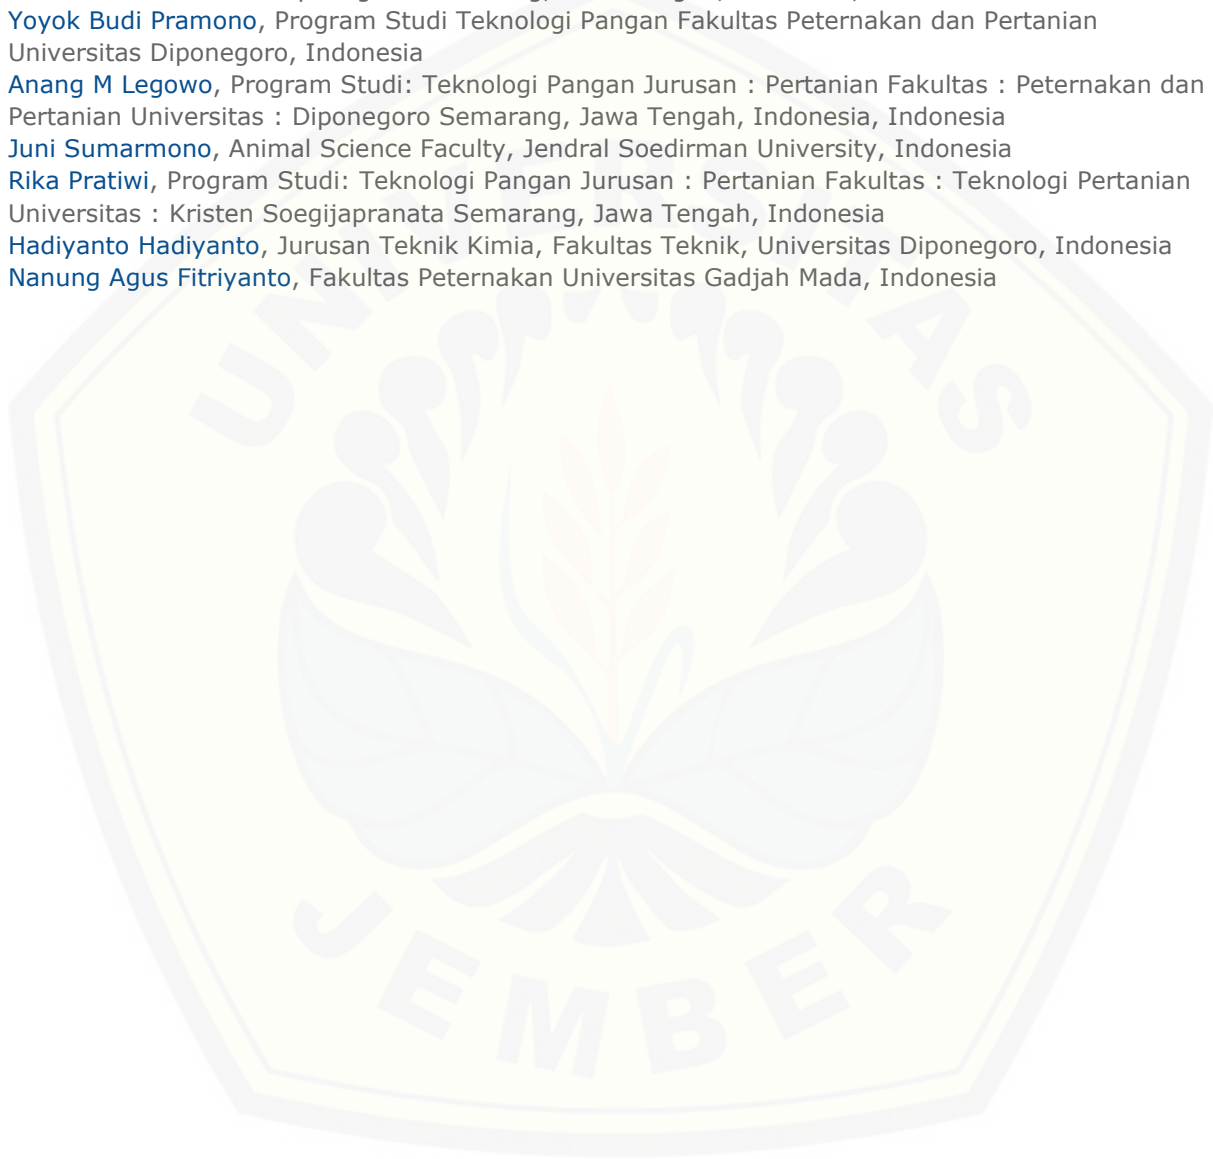 Yoyok Budi Pramono, Program Studi Teknologi Pangan Fakultas Peternakan dan Pertanian
Universitas Diponegoro, Indonesia
Anang M Legowo, Program Studi: Teknologi Pangan Jurusan : Pertanian Fakultas : Peternakan dan
Pertanian Universitas : Diponegoro Semarang, Jawa Tengah, Indonesia, Indonesia
Juni Sumarmono, Animal Science Faculty, Jendral Soedirman University, Indonesia
Rika Pratiwi, Program Studi: Teknologi Pangan Jurusan : Pertanian Fakultas : Teknologi Pertanian
Universitas : Kristen Soegijapranata Semarang, Jawa Tengah, Indonesia
Hadiyanto Hadiyanto, Jurusan Teknik Kimia, Fakultas Teknik, Universitas Diponegoro, Indonesia
Nanung Agus Fitriyanto, Fakultas Peternakan Universitas Gadjah Mada, Indonesia
UNIVERSITAS
JEMBER